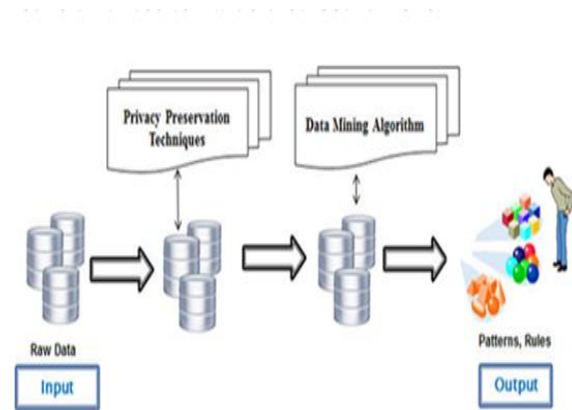 Privacy Preservation
Techniques
Data Mining Algorithm
Raw Data
Patterns, Rules
Input
Output